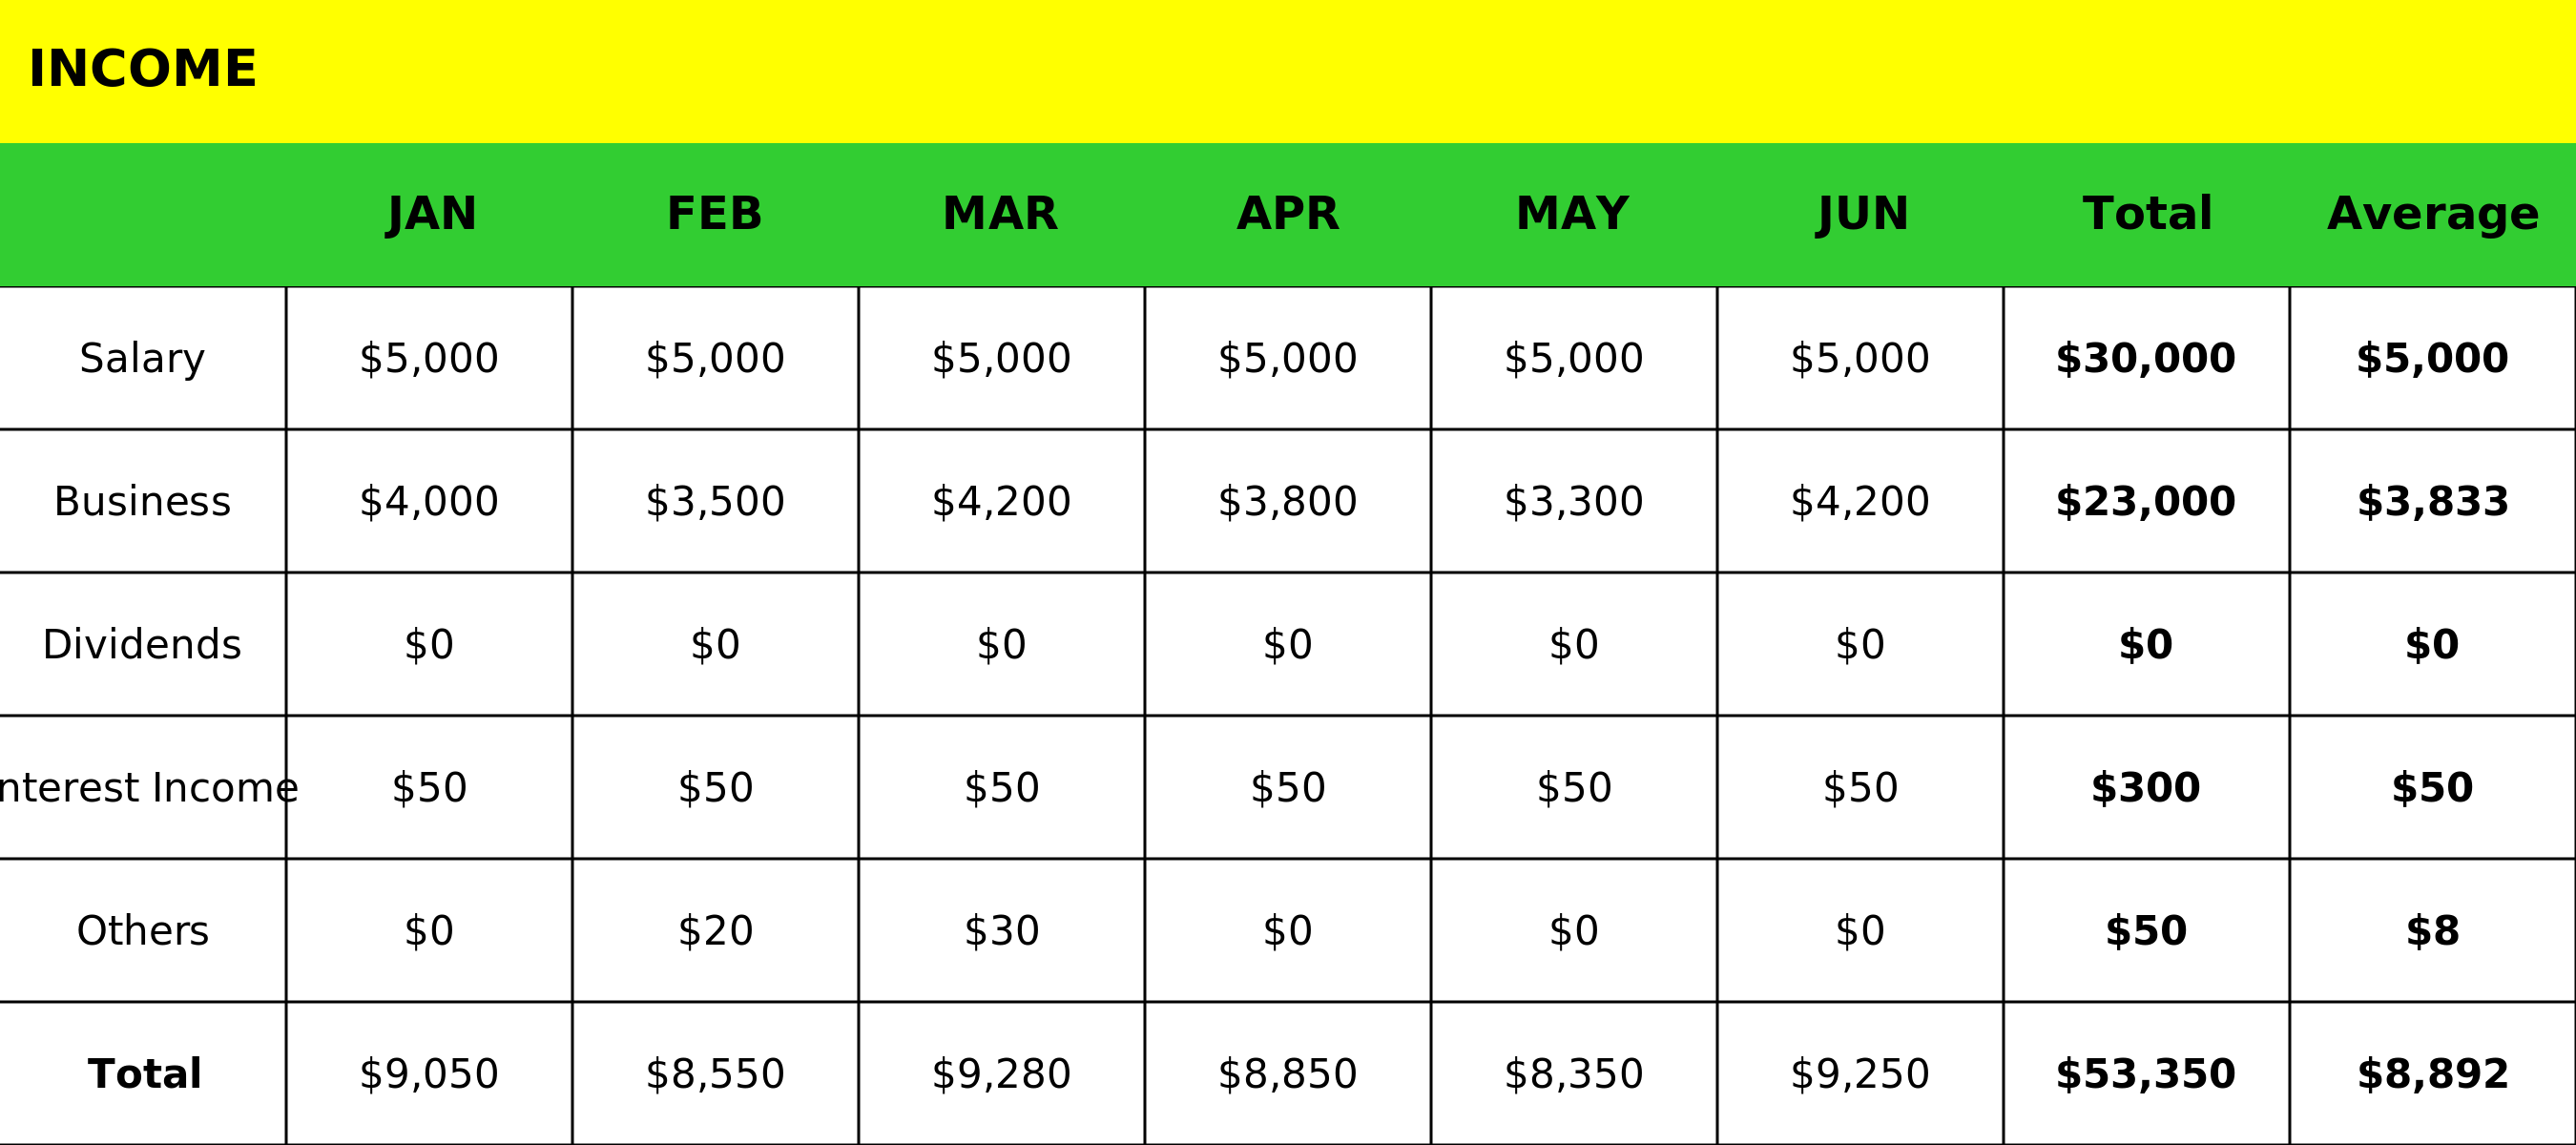 INCOME
JAN FEB MAR APR MAY JUN Total Average
Salary $5,000 $5,000 $5,000 $5,000 $5,000 $5,000 $30,000 $5,000
Business $4,000 $3,500 $4,200 $3,800 $3,300 $4,200 $23,000 $3,833
Dividends $0 $0 $0 $0 $0 $0 $0 $0
nterest Income $50 $50 $50 $50 $50 $50 $300 $50
Others $0 $20 $30 $0 $0 $0 $50 $8
Total $9,050 $8,550 $9,280 $8,850 $8,350 $9,250 $53,350 $8,892